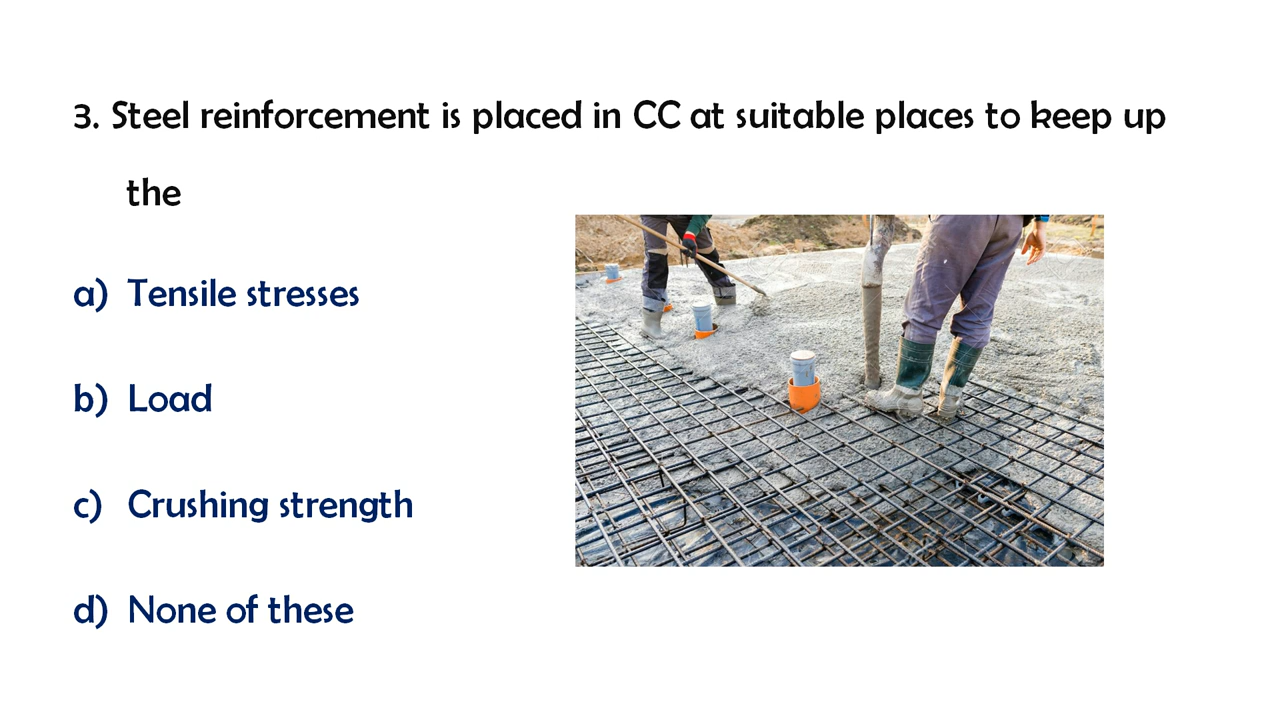 3. Steel reinforcement is placed in CC at suitable places to keep up
the
a) Tensile stresses
b) Load
c) Crushing strength
d) None of these